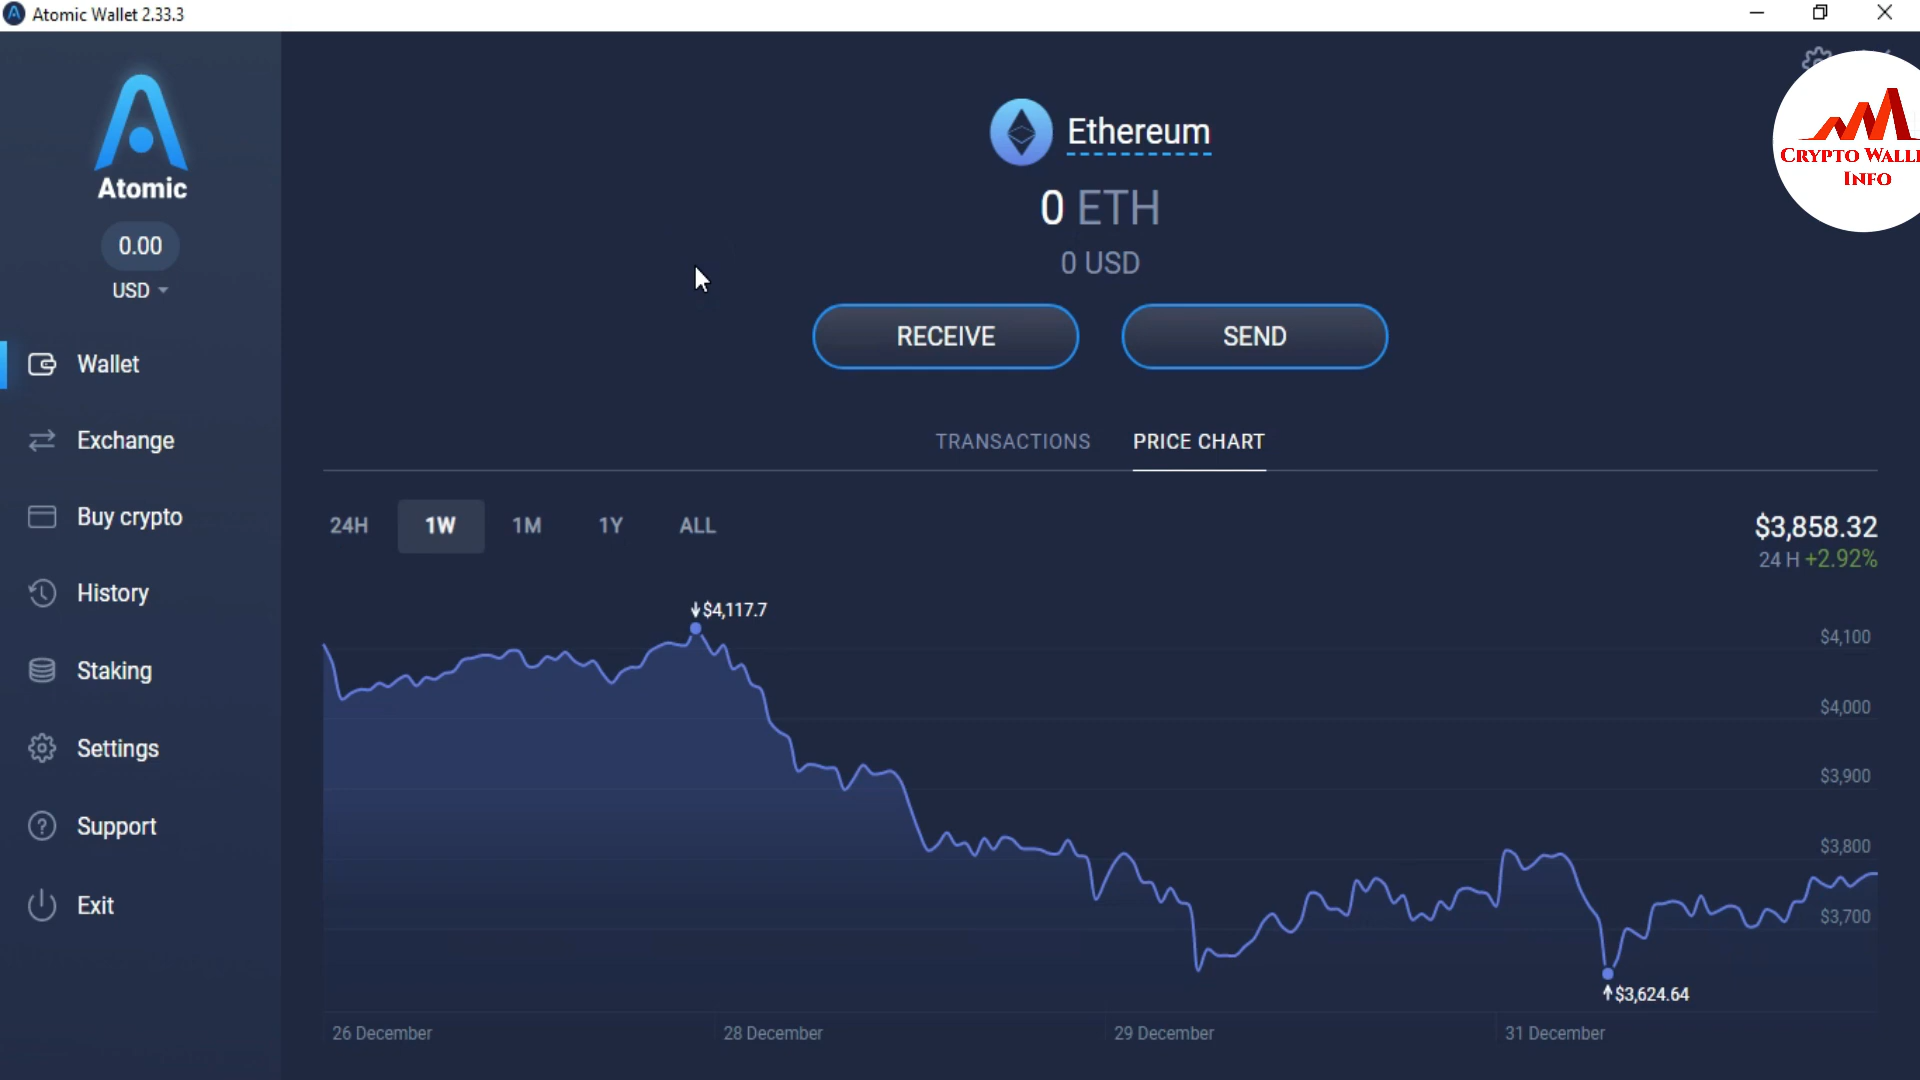 Atomic Wallet 2.33.3
Atomic
0.00
USD
Wallet
Exchange
Buy crypto
History
Staking
Settings
Support
Exit
Ethereum
0 ETH
0 USD
RECEIVE
SEND
TRANSACTIONS
PRICE CHART
24H
1W
1M
1Y
ALL
$3,858.32
24 H +2.92%
$4,117.7
$4,100
$4,000
$3,900
$3,800
$3,700
$3,624.64
26 December
28 December
29 December
31 December
CRYPTO
INFO